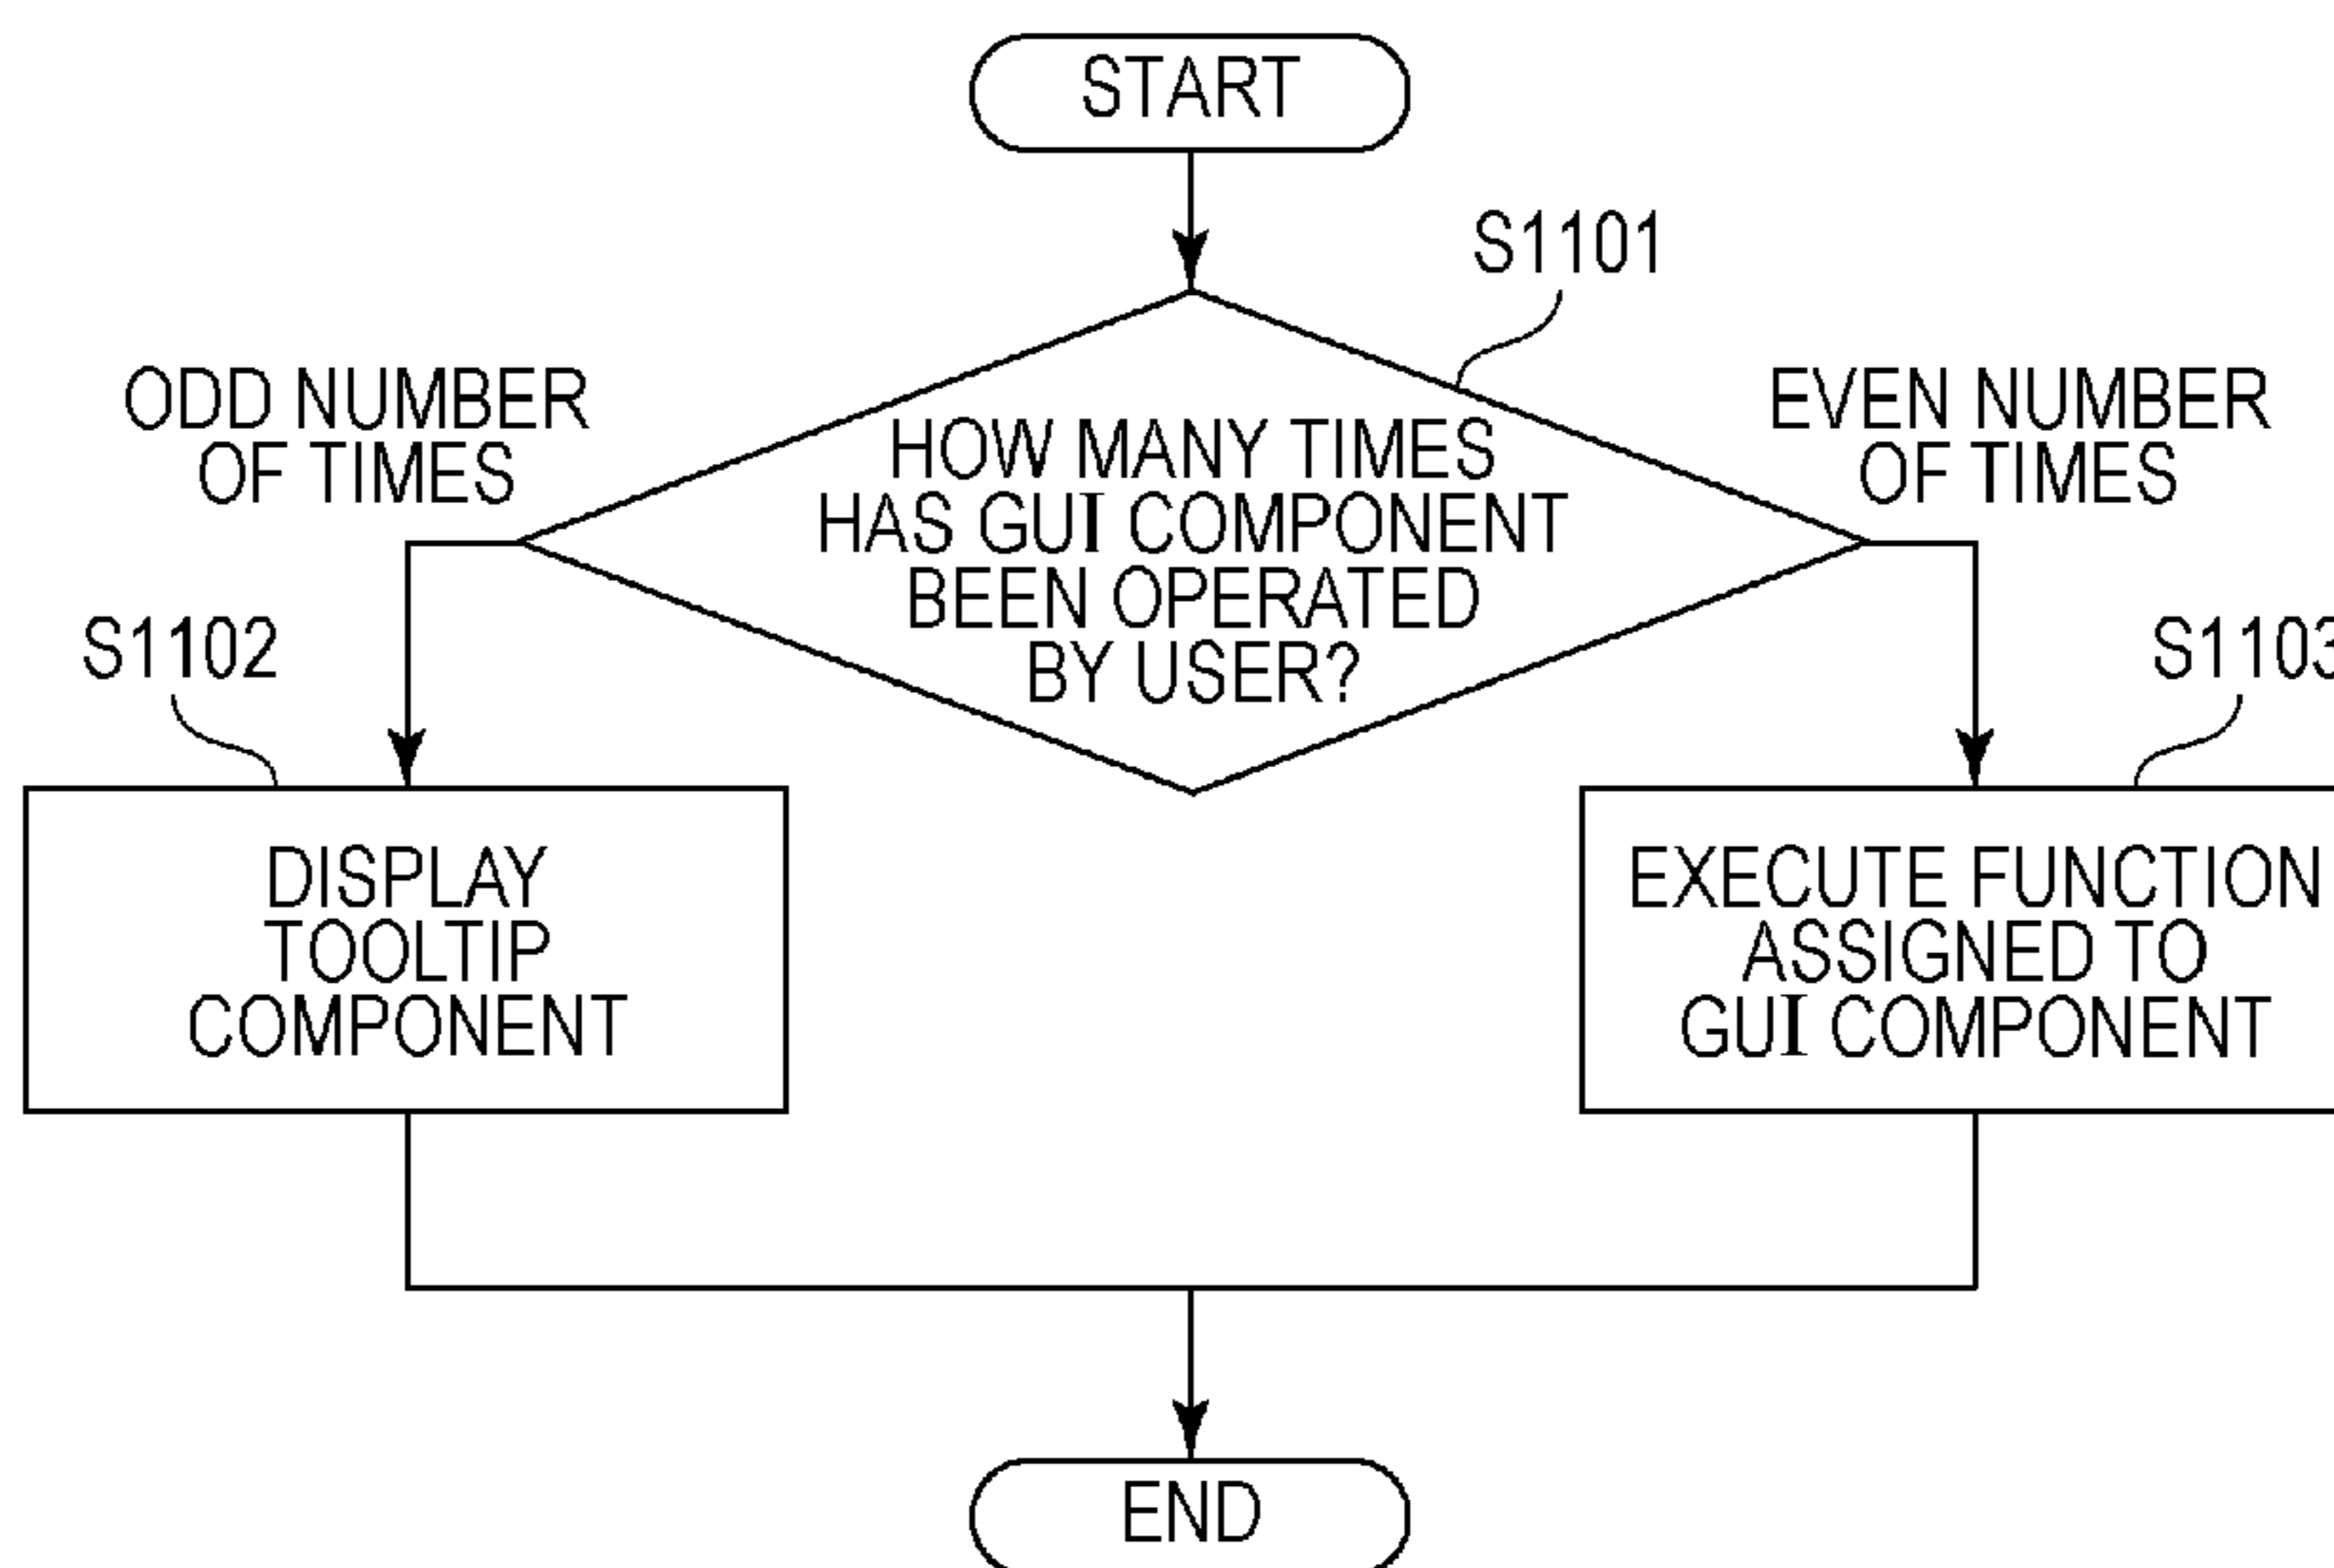 START
S1101
ODD NUMBER
OF TIMES
HOW MANY TIMES
HAS GUI COMPONENT
BEEN OPERATED
BY USER?
EVEN NUMBER
OF TIMES
S1102
S1103
DISPLAY
TOOLTIP
COMPONENT
EXECUTE FUNCTION
ASSIGNED TO
GUI COMPONENT
END